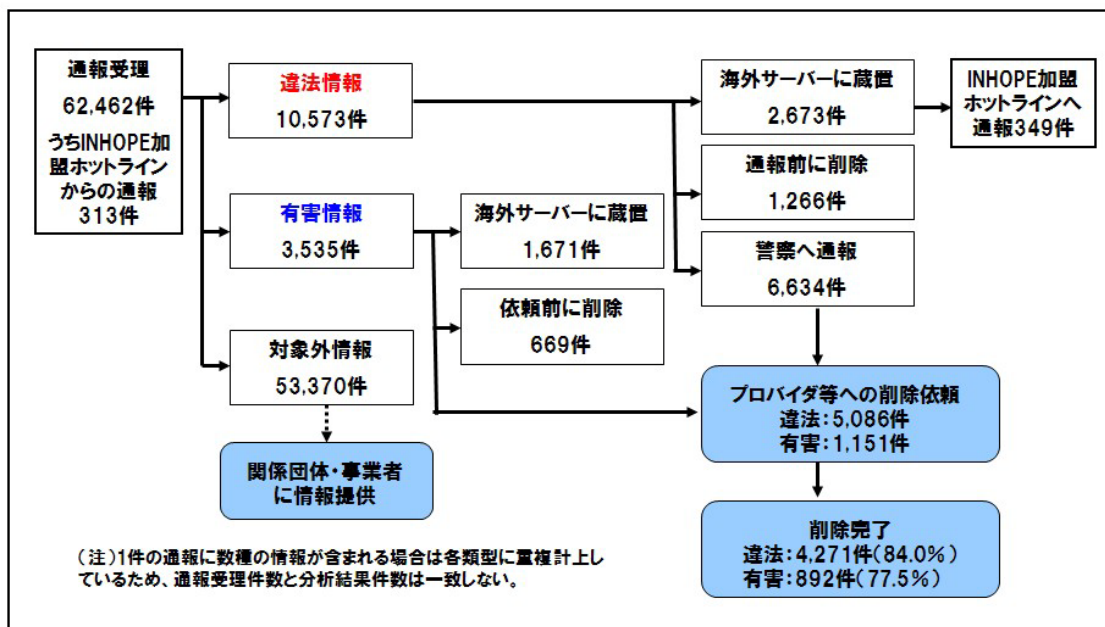 通報受理
62,462件
うちINHOPE加
盟ホットライン
からの通報
313件
違法情報
10,573件
有害情報
3,535件
対象外情報
53,370件
関係団体・事業者
に情報提供
海外サーバーに蔵置
1,671件
依頼前に削除
669件
海外サーバーに蔵置
2,673件
通報前に削除
1,266件
警察へ通報
6,634件
INHOPE加盟
ホットラインへ
通報349件
プロバイダ等への削除依頼
違法:5,086件
有害:1,151件
削除完了
違法:4,271件(84.0%)
有害:892件(77.5%)
(注)1件の通報に数種の情報が含まれる場合は各類型に重複計上し
ているため、通報受理件数と分析結果件数は一致しない。